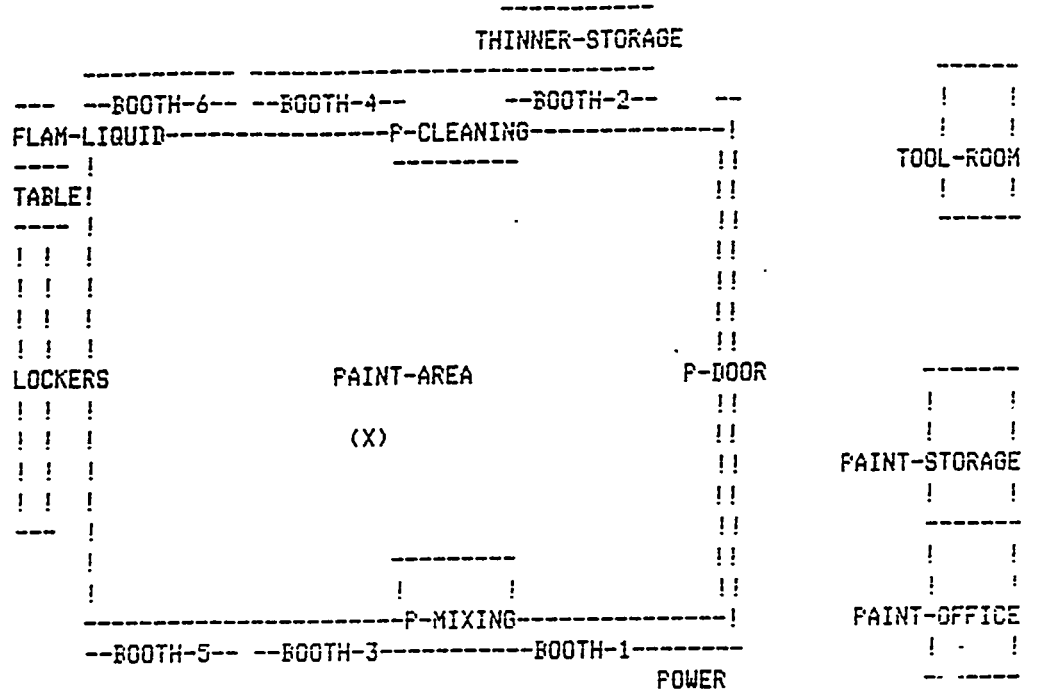 THINNER-STORAGE
BOOTH-6 BOOTH-4 BOOTH-2
FLAM-LIQUID P-CLEANING
TOOL-ROOM
TABLE
LOCKERS PAINT-AREA P-DOOR
(X)
PAINT-STORAGE
P-MIXING PAINT-OFFICE
BOOTH-5 BOOTH-3 BOOTH-1
POWER